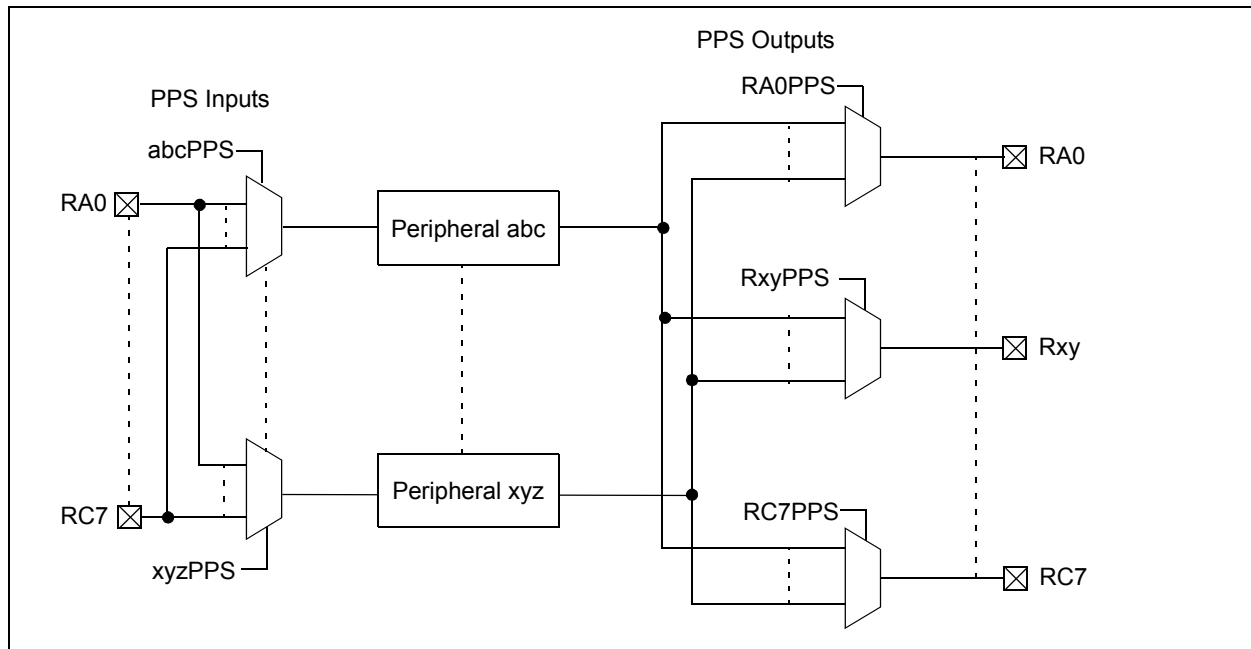 PPS Outputs
RA0PPS
PPS Inputs
abcPPS
RA0
RA0
Peripheral abc
RxyPPS
Rxy
Peripheral xyz
RC7
RC7PPS
xyzPPS
RC7